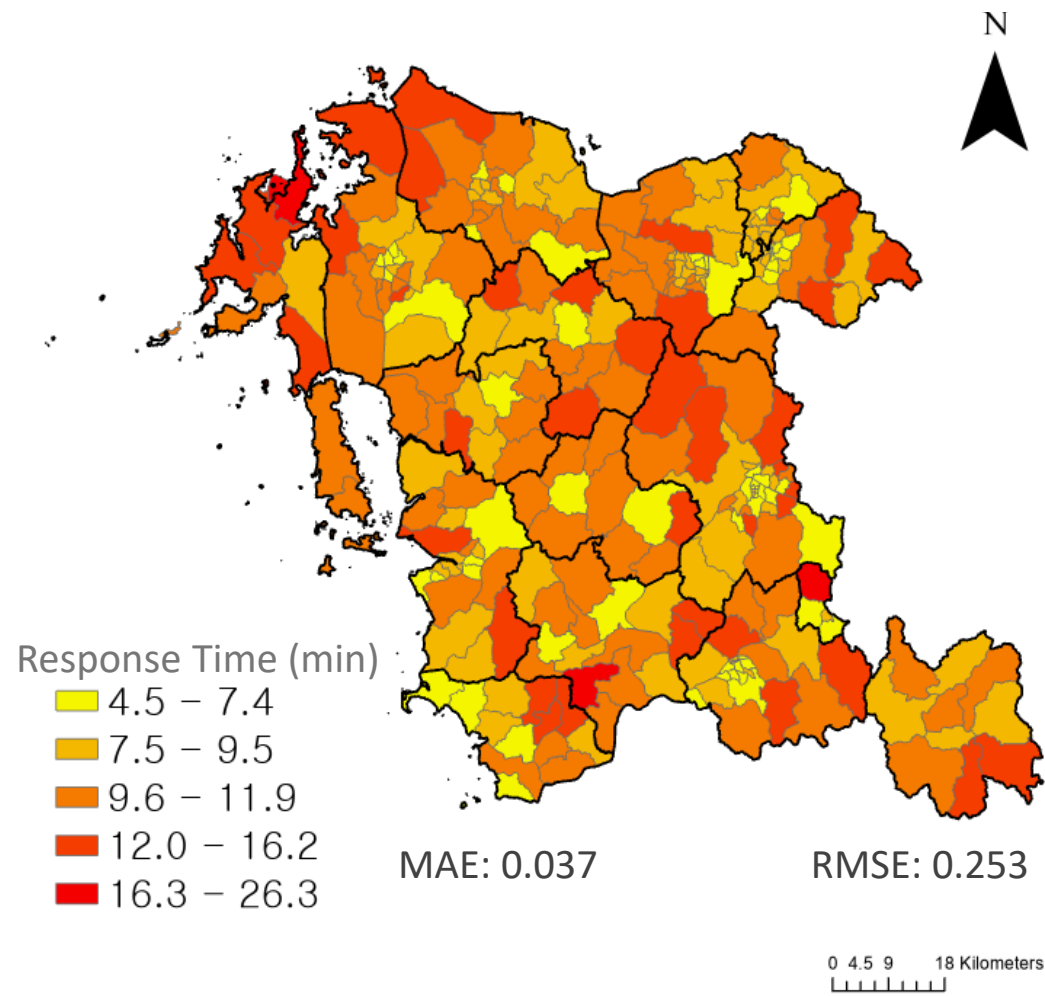 N
Response Time (min)
4.5 – 7.4
7.5 – 9.5
9.6 – 11.9
12.0 – 16.2
16.3 – 26.3
MAE: 0.037
RMSE: 0.253
0 4.5 9 18 Kilometers